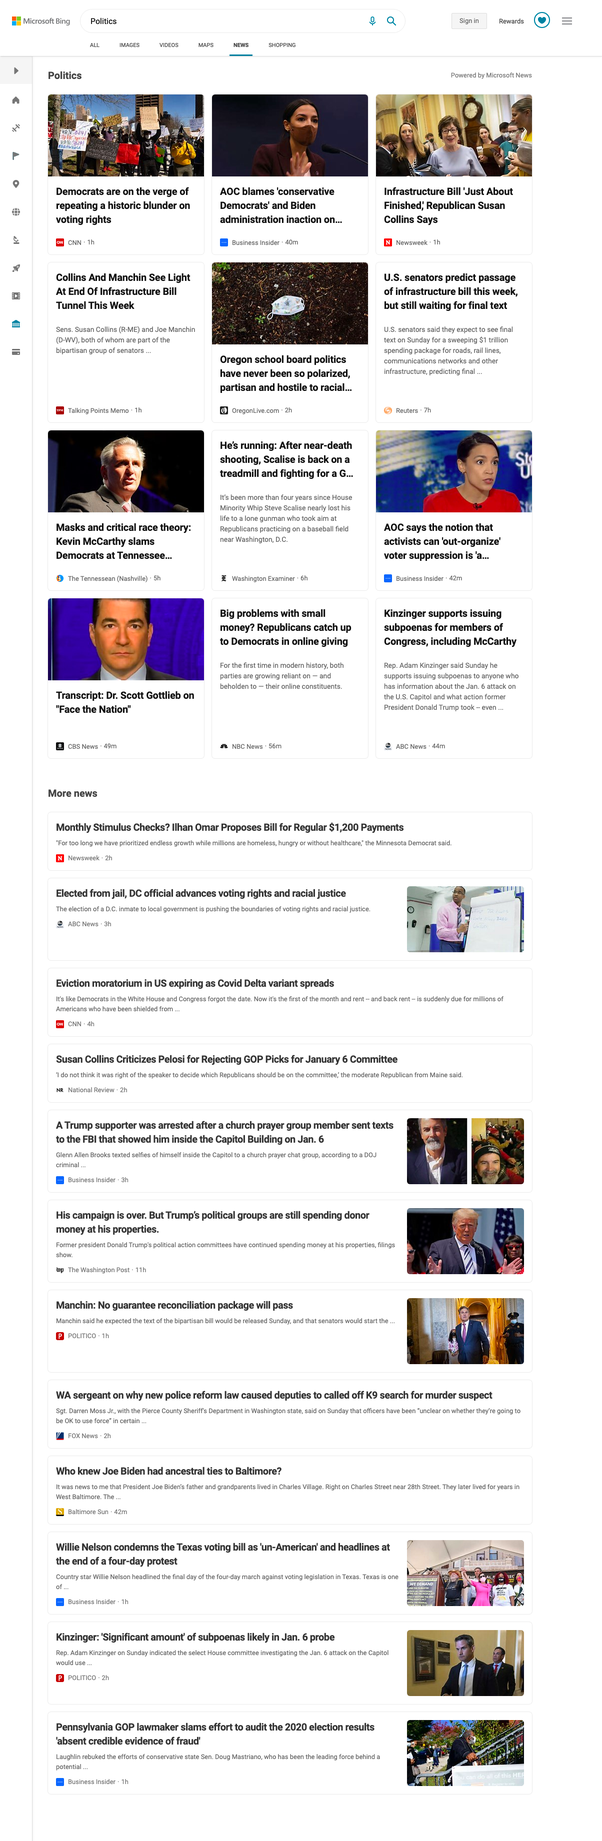 Microsoft Bing
Politics
Sign in
Rewards
ALL
IMAGES
VIDEOS
MAPS
NEWS
SHOPPING
Politics
Powered by Microsoft News
Democrats are on the verge of
repeating a historic blunder on
voting rights
CNN · 1h
AOC blames 'conservative
Democrats' and Biden
administration inaction on...
Business Insider · 40m
Infrastructure Bill 'Just About
Finished,' Republican Susan
Collins Says
Newsweek · 1h
Collins And Manchin See Light
At End Of Infrastructure Bill
Tunnel This Week
Sens. Susan Collins (R-ME) and Joe Manchin
(D-WV), both of whom are part of the
bipartisan group of senators ...
Talking Points Memo · 1h
Oregon school board politics
have never been so polarized,
partisan and hostile to racial...
OregonLive.com · 2h
U.S. senators predict passage
of infrastructure bill this week,
but still waiting for final text
U.S. senators said they expect to see final
text on Sunday for a sweeping $1 trillion
spending package for roads, rail lines,
communications networks and other
infrastructure, predicting final ...
Reuters · 7h
Masks and critical race theory:
Kevin McCarthy slams
Democrats at Tennessee...
The Tennessean (Nashville) · 5h
He's running: After near-death
shooting, Scalise is back on a
treadmill and fighting for a G...
It's been more than four years since House
Minority Whip Steve Scalise nearly lost his
life to a lone gunman who took aim at
Republicans practicing on a baseball field
near Washington, D.C.
Washington Examiner · 6h
AOC says the notion that
activists can 'out-organize'
voter suppression is 'a...
Business Insider · 42m
Transcript: Dr. Scott Gottlieb on
"Face the Nation"
CBS News · 49m
Big problems with small
money? Republicans catch up
to Democrats in online giving
For the first time in modern history, both
parties are growing reliant on — and
beholden to — their online constituents.
NBC News · 56m
Kinzinger supports issuing
subpoenas for members of
Congress, including McCarthy
Rep. Adam Kinzinger said Sunday he
supports issuing subpoenas to anyone who
has information about the Jan. 6 attack on
the U.S. Capitol and what action former
President Donald Trump took – even ...
ABC News · 44m
More news
Monthly Stimulus Checks? Ilhan Omar Proposes Bill for Regular $1,200 Payments
"For too long we have prioritized endless growth while millions are homeless, hungry or without healthcare," the Minnesota Democrat said.
Newsweek · 2h
Elected from jail, DC official advances voting rights and racial justice
The election of a D.C. inmate to local government is pushing the boundaries of voting rights and racial justice.
ABC News · 3h
Eviction moratorium in US expiring as Covid Delta variant spreads
It's like Democrats in the White House and Congress forgot the date. Now it's the first of the month and rent – and back rent – is suddenly due for millions of
Americans who have been shielded from ...
CNN · 4h
Susan Collins Criticizes Pelosi for Rejecting GOP Picks for January 6 Committee
'I do not think it was right of the speaker to decide which Republicans should be on the committee,' the moderate Republican from Maine said.
National Review · 2h
A Trump supporter was arrested after a church prayer group member sent texts
to the FBI that showed him inside the Capitol Building on Jan. 6
Glenn Allen Brooks texted selfies of himself inside the Capitol to a church prayer chat group, according to a DOJ
criminal ...
Business Insider · 3h
His campaign is over. But Trump's political groups are still spending donor
money at his properties.
Former president Donald Trump's political action committees have continued spending money at his properties, filings
show.
The Washington Post · 11h
Manchin: No guarantee reconciliation package will pass
Manchin said he expected the text of the bipartisan bill would be released Sunday, and that senators would start the ...
POLITICO · 1h
WA sergeant on why new police reform law caused deputies to called off K9 search for murder suspect
Sgt. Darren Moss Jr., with the Pierce County Sheriff's Department in Washington state, said on Sunday that officers have been "unclear on whether they're going to
be OK to use force" in certain ...
FOX News · 2h
Who knew Joe Biden had ancestral ties to Baltimore?
It was news to me that President Joe Biden's father and grandparents lived in Charles Village. Right on Charles Street near 28th Street. They later lived for years in
West Baltimore. The ...
Baltimore Sun · 42m
Willie Nelson condemns the Texas voting bill as 'un-American' and headlines at
the end of a four-day protest
Country star Willie Nelson headlined the final day of the four-day march against voting legislation in Texas. Texas is one
of ...
Business Insider · 1h
Kinzinger: 'Significant amount' of subpoenas likely in Jan. 6 probe
Rep. Adam Kinzinger on Sunday indicated the select House committee investigating the Jan. 6 attack on the Capitol
would use ...
POLITICO · 2h
Pennsylvania GOP lawmaker slams effort to audit the 2020 election results
'absent credible evidence of fraud'
Laughlin rebuked the efforts of conservative state Sen. Doug Mastriano, who has been the leading force behind a
potential ...
Business Insider · 1h